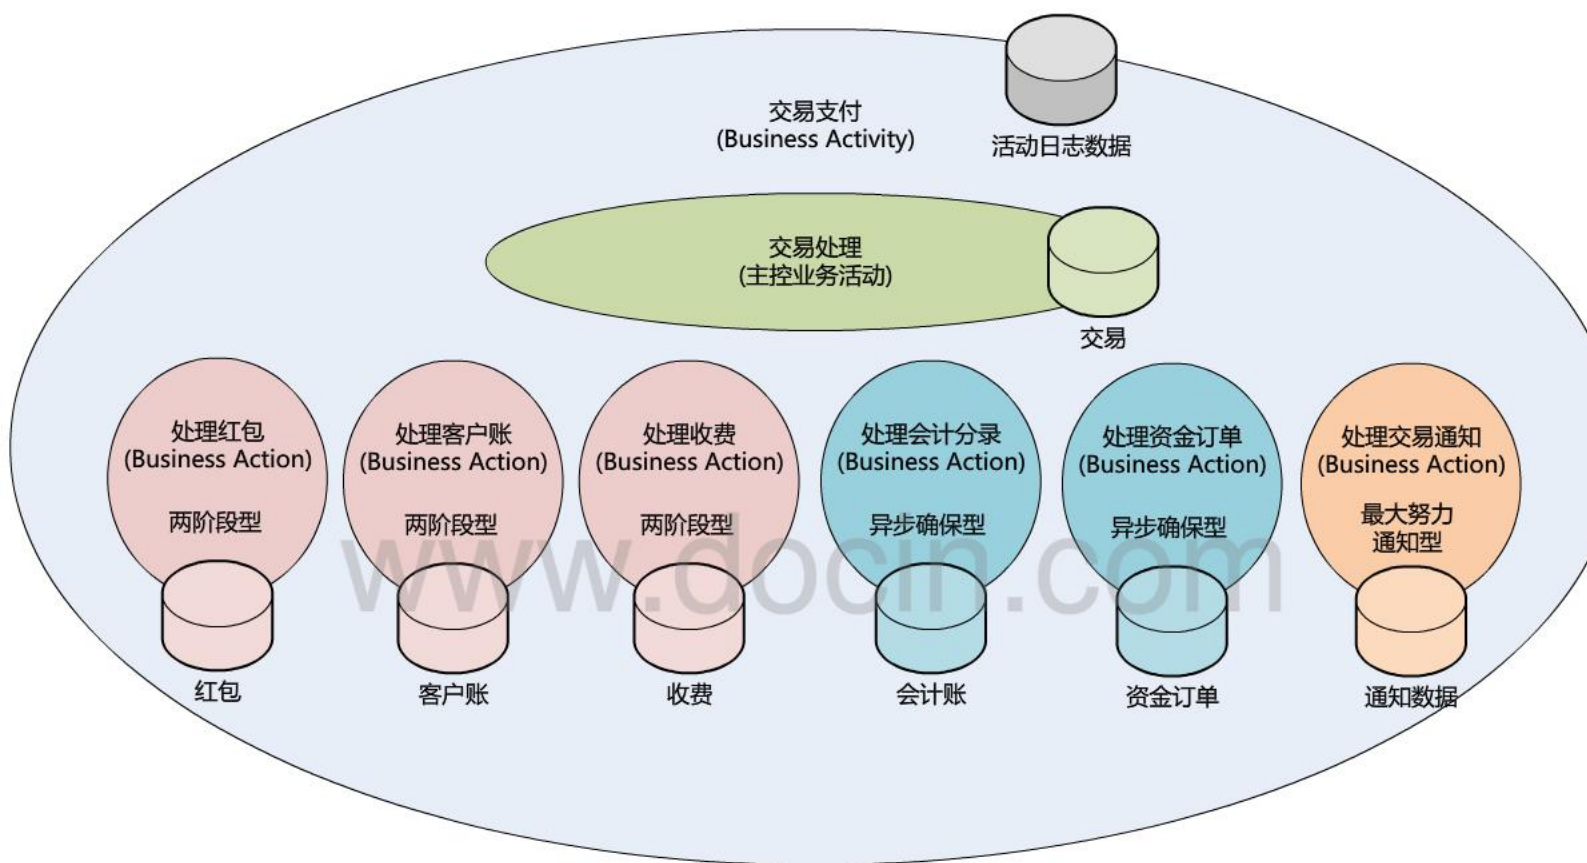 交易支付
(Business Activity)
活动日志数据
交易处理
(主控业务活动)
交易
处理红包
(Business Action)
两阶段型
红包
处理客户账
(Business Action)
两阶段型
客户账
处理收费
(Business Action)
两阶段型
收费
处理会计分录
(Business Action)
异步确保型
会计账
处理资金订单
(Business Action)
异步确保型
资金订单
处理交易通知
(Business Action)
最大努力
通知型
通知数据
www.docin.com